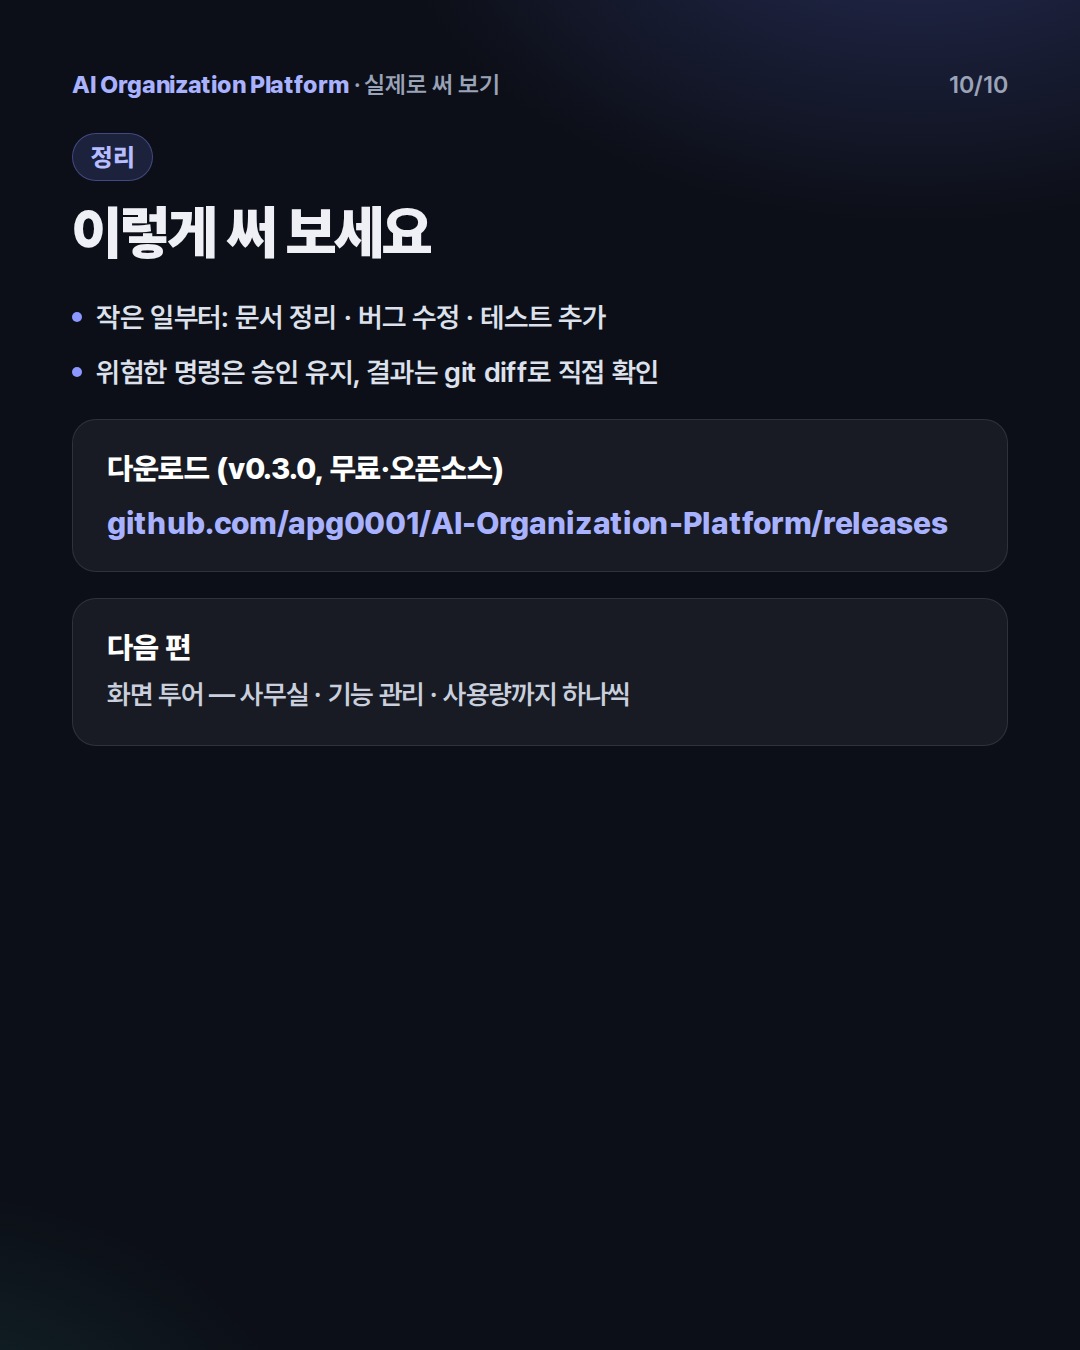 AI Organization Platform · 실제로 써 보기
10/10
정리
이렇게 써 보세요
• 작은 일부터: 문서 정리 · 버그 수정 · 테스트 추가
• 위험한 명령은 승인 유지, 결과는 git diff로 직접 확인
다운로드 (v0.3.0, 무료·오픈소스)
github.com/apg0001/AI-Organization-Platform/releases
다음 편
화면 투어 — 사무실 · 기능 관리 · 사용량까지 하나씩